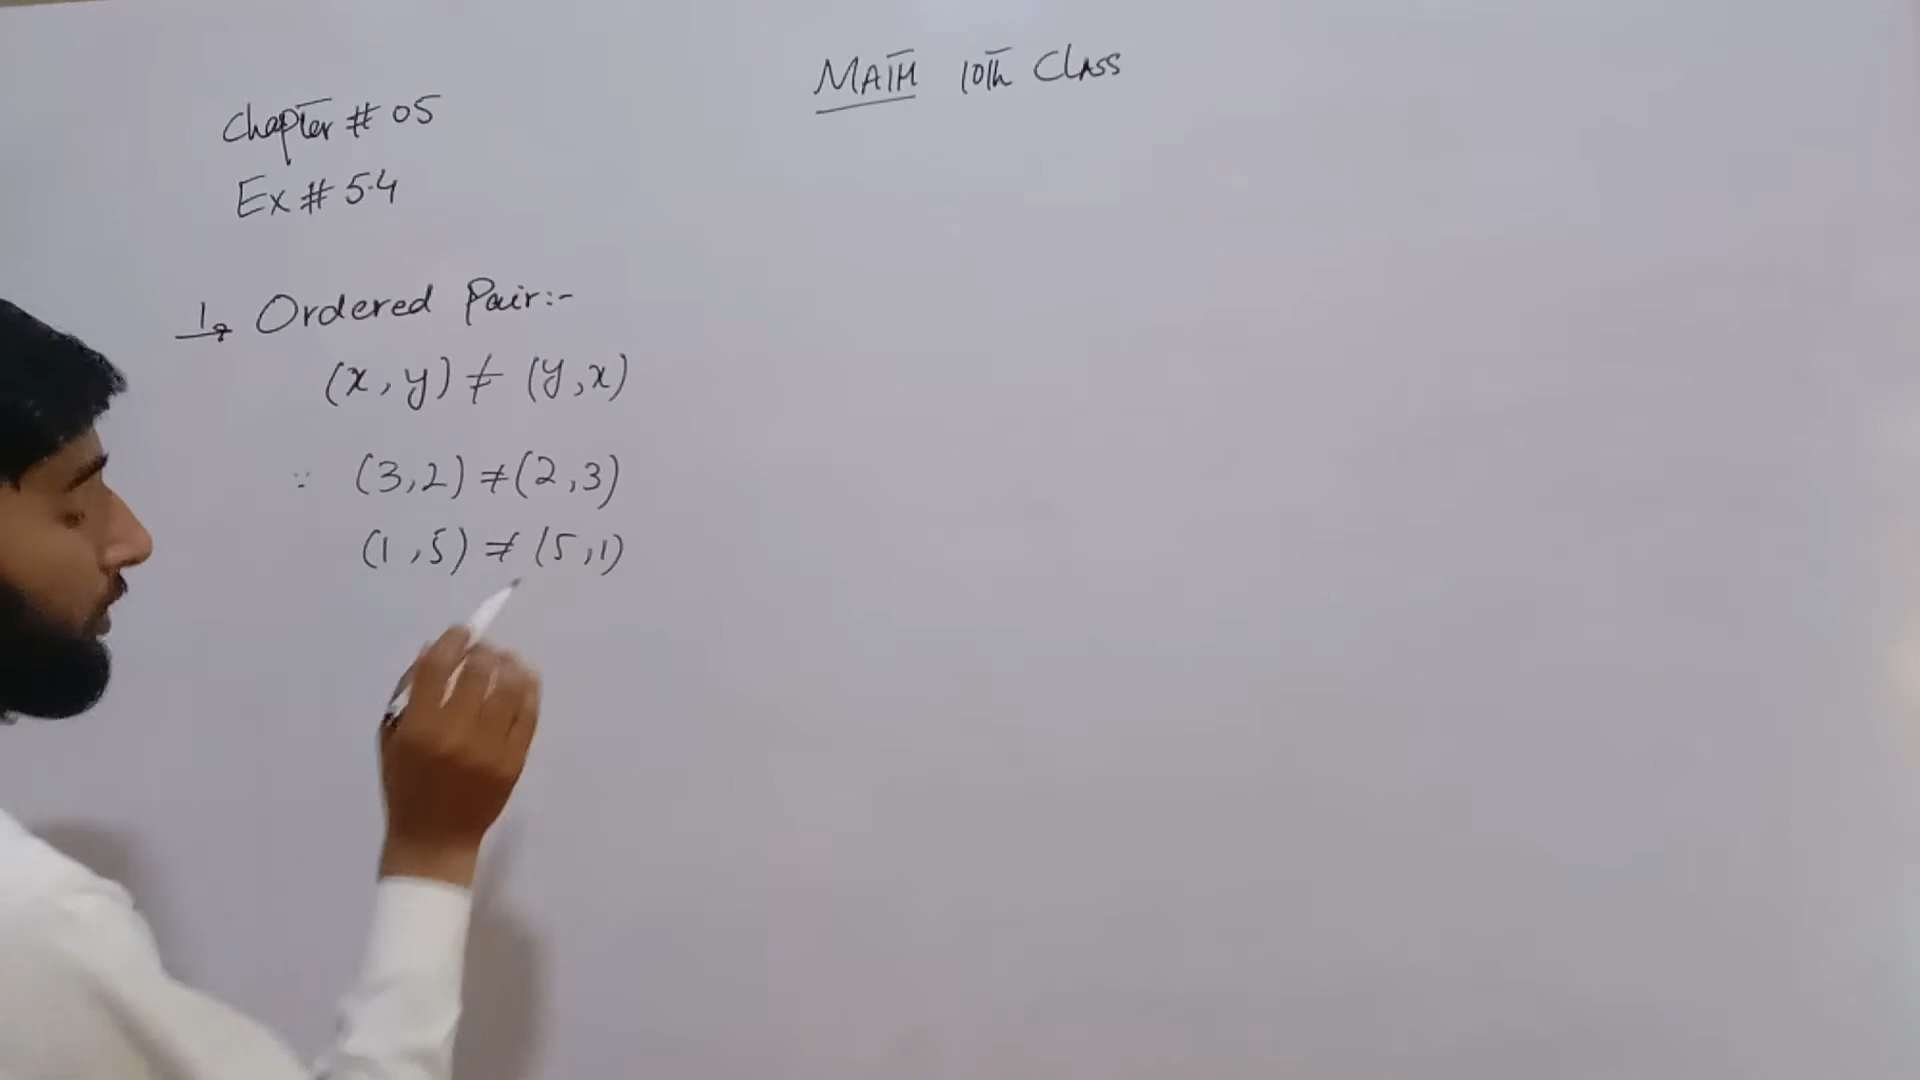 MATH 10th Class
Chapter # 05
Ex # 5.4
1, Ordered Pair:-
(x, y) ≠ (y, x)
∵ (3,2) ≠ (2,3)
(1,5) ≠ (5,1)